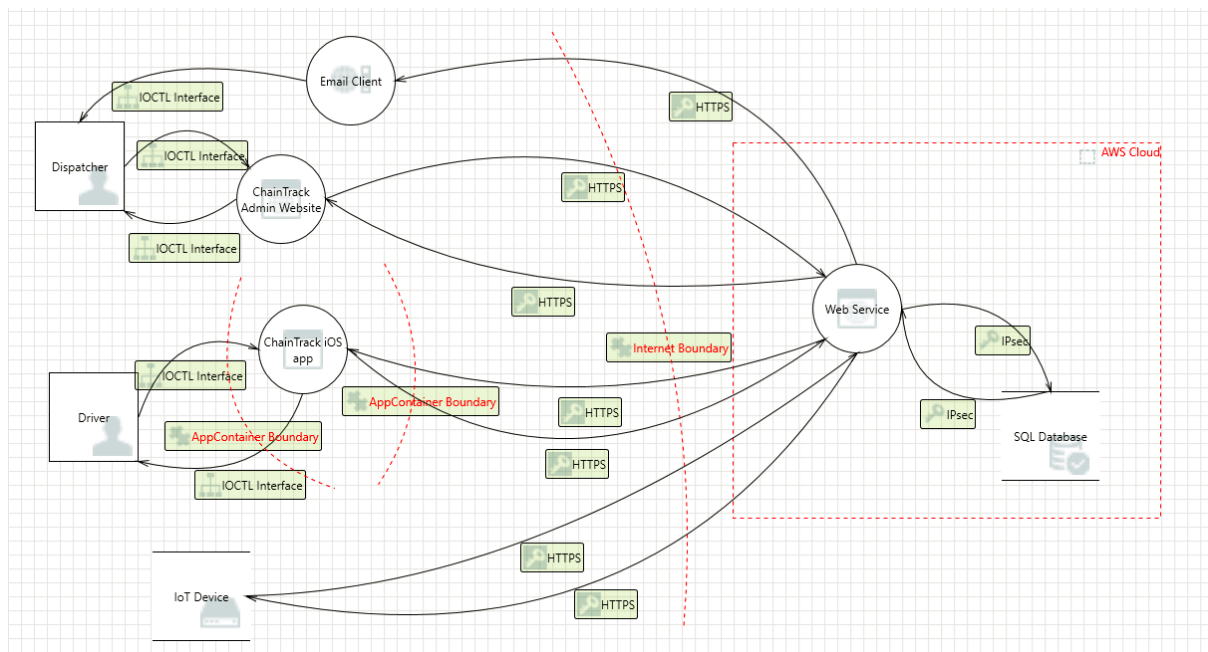 Email Client
IOCTL Interface
HTTPS
IOCTL Interface
AWS Cloud
Dispatcher
HTTPS
ChainTrack
Admin Website
IOCTL Interface
HTTPS
Web Service
ChainTrack iOS
app
Internet Boundary
IPsec
IOCTL Interface
AppContainer Boundary
HTTPS
IPsec
Driver
AppContainer Boundary
SQL Database
HTTPS
IOCTL Interface
HTTPS
IoT Device
HTTPS